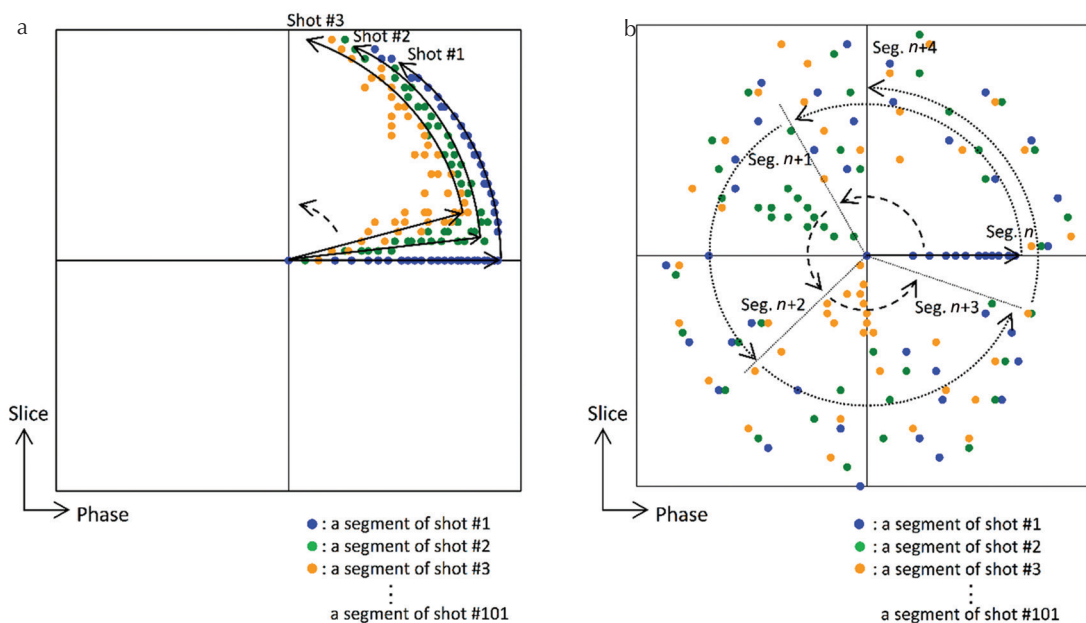 a
Shot #3
Shot #2
Shot #1
Slice
Phase
: a segment of shot #1
: a segment of shot #2
: a segment of shot #3
a segment of shot #101
b
Seg. n+4
Seg. n+1
Seg. n
Seg. n+2
Seg. n+3
Slice
Phase
: a segment of shot #1
: a segment of shot #2
: a segment of shot #3
a segment of shot #101